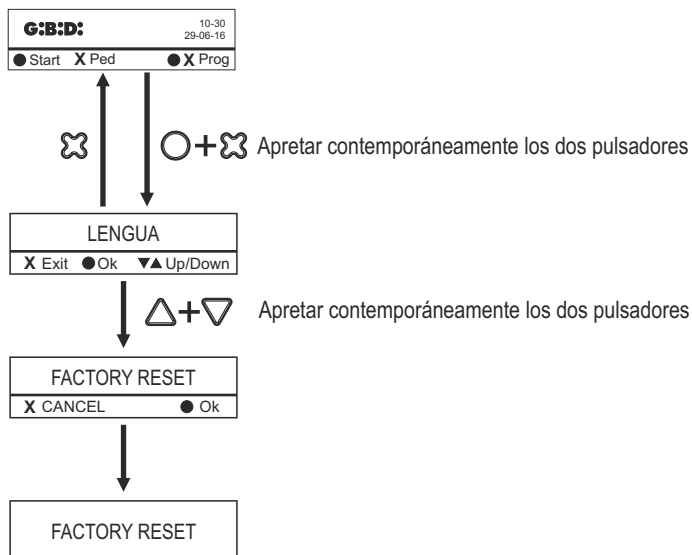 G:B:D: 10-30
29-06-16
● Start X Ped ● X Prog
+ Apretar contemporáneamente los dos pulsadores
LENGUA
X Exit ● Ok ▼▲ Up/Down
+ Apretar contemporáneamente los dos pulsadores
FACTORY RESET
X CANCEL ● Ok
FACTORY RESET